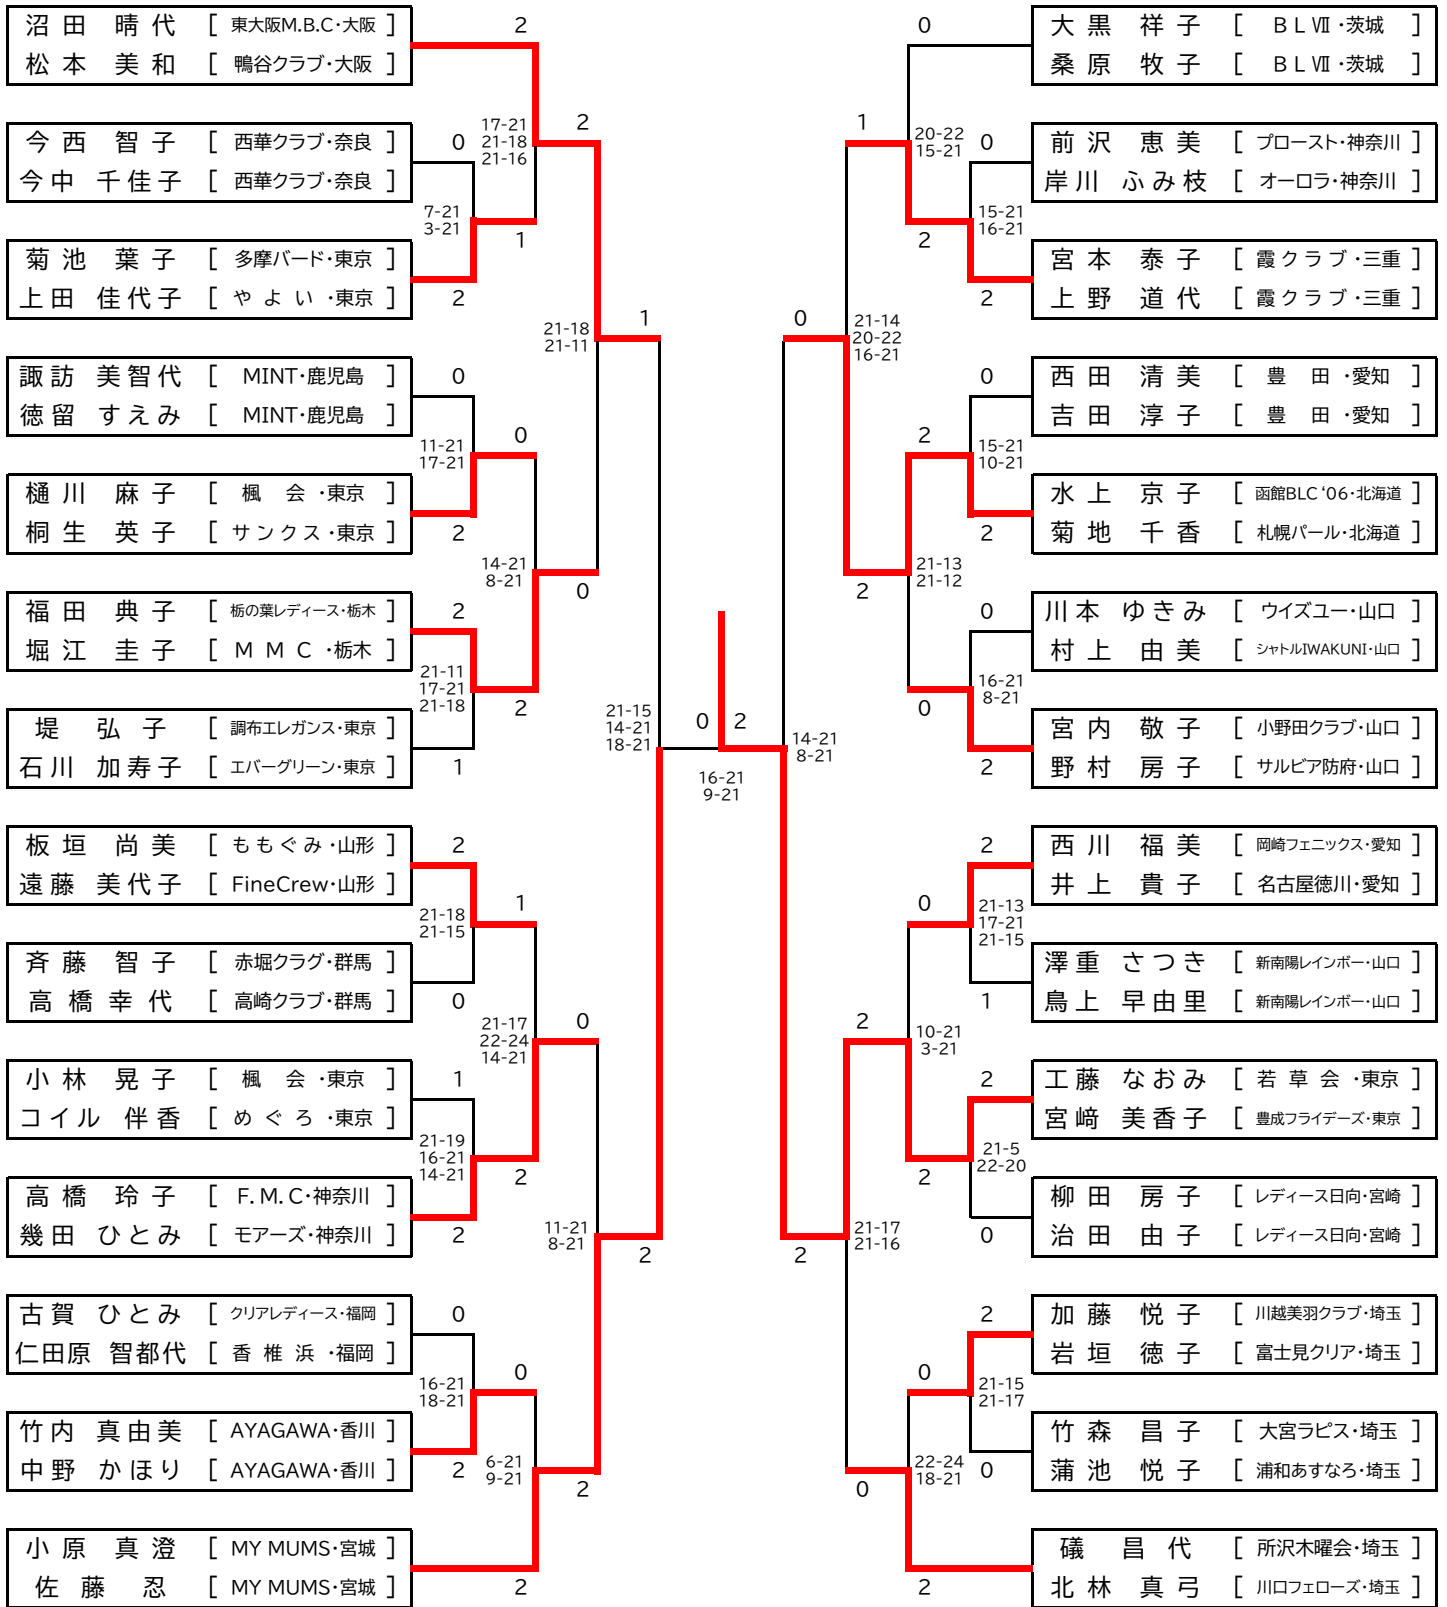 沼田 晴代 [ 東大阪M.B.C・大阪 ]
松本 美和 [ 鴨谷クラブ・大阪 ]
今西 智子 [ 西華クラブ・奈良 ]
今中 千佳子 [ 西華クラブ・奈良 ]
菊池 葉子 [ 多摩バード・東京 ]
上田 佳代子 [ やよい・東京 ]
諏訪 美智代 [ MINT・鹿児島 ]
徳留 すえみ [ MINT・鹿児島 ]
樋川 麻子 [ 楓会・東京 ]
桐生 英子 [ サンクス・東京 ]
福田 典子 [ 栃の葉レディース・栃木 ]
堀江 圭子 [ MMC・栃木 ]
堤 弘子 [ 調布エレガンス・東京 ]
石川 加寿子 [ エバーグリーン・東京 ]
板垣 尚美 [ ももぐみ・山形 ]
遠藤 美代子 [ FineCrew・山形 ]
斉藤 智子 [ 赤堀クラグ・群馬 ]
高橋 幸代 [ 高崎クラブ・群馬 ]
小林 晃子 [ 楓会・東京 ]
コイル 伴香 [ めぐろ・東京 ]
高橋 玲子 [ F.M.C・神奈川 ]
幾田 ひとみ [ モアーズ・神奈川 ]
古賀 ひとみ [ クリアレディース・福岡 ]
仁田原 智都代 [ 香椎浜・福岡 ]
竹内 真由美 [ AYAGAWA・香川 ]
中野 かほり [ AYAGAWA・香川 ]
小原 真澄 [ MY MUMS・宮城 ]
佐藤 忍 [ MY MUMS・宮城 ]
2
0
7-21
3-21
2
17-21
21-18
21-16
2
1
0
11-21
17-21
2
0
2
21-11
17-21
21-18
1
14-21
8-21
2
0
21-18
21-11
1
2
21-18
21-15
0
1
1
21-19
16-21
14-21
2
21-17
22-24
14-21
2
0
0
16-21
18-21
2
0
6-21
9-21
2
2
11-21
8-21
2
21-15
14-21
18-21
0
2
16-21
9-21
14-21
8-21
0
1
20-22
15-21
0
15-21
16-21
2
2
0
21-14
20-22
16-21
0
15-21
10-21
2
2
21-13
21-12
2
0
16-21
8-21
2
0
2
21-13
17-21
21-15
1
0
10-21
3-21
2
2
21-5
22-20
0
2
21-17
21-16
2
2
21-15
21-17
0
0
22-24
18-21
0
2
大黒 祥子 [ BLⅦ・茨城 ]
桑原 牧子 [ BLⅦ・茨城 ]
前沢 恵美 [ プロースト・神奈川 ]
岸川 ふみ枝 [ オーロラ・神奈川 ]
宮本 泰子 [ 霞クラブ・三重 ]
上野 道代 [ 霞クラブ・三重 ]
西田 清美 [ 豊田・愛知 ]
吉田 淳子 [ 豊田・愛知 ]
水上 京子 [ 函館BLC‘06・北海道 ]
菊地 千香 [ 札幌パール・北海道 ]
川本 ゆきみ [ ウイズユー・山口 ]
村上 由美 [ シャトルIWAKUNI・山口 ]
宮内 敬子 [ 小野田クラブ・山口 ]
野村 房子 [ サルビア防府・山口 ]
西川 福美 [ 岡崎フェニックス・愛知 ]
井上 貴子 [ 名古屋徳川・愛知 ]
澤重 さつき [ 新南陽レインボー・山口 ]
鳥上 早由里 [ 新南陽レインボー・山口 ]
工藤 なおみ [ 若草会・東京 ]
宮﨑 美香子 [ 豊成フライデーズ・東京 ]
柳田 房子 [ レディース日向・宮崎 ]
治田 由子 [ レディース日向・宮崎 ]
加藤 悦子 [ 川越美羽クラブ・埼玉 ]
岩垣 徳子 [ 富士見クリア・埼玉 ]
竹森 昌子 [ 大宮ラピス・埼玉 ]
蒲池 悦子 [ 浦和あすなろ・埼玉 ]
礒 昌代 [ 所沢木曜会・埼玉 ]
北林 真弓 [ 川口フェローズ・埼玉 ]